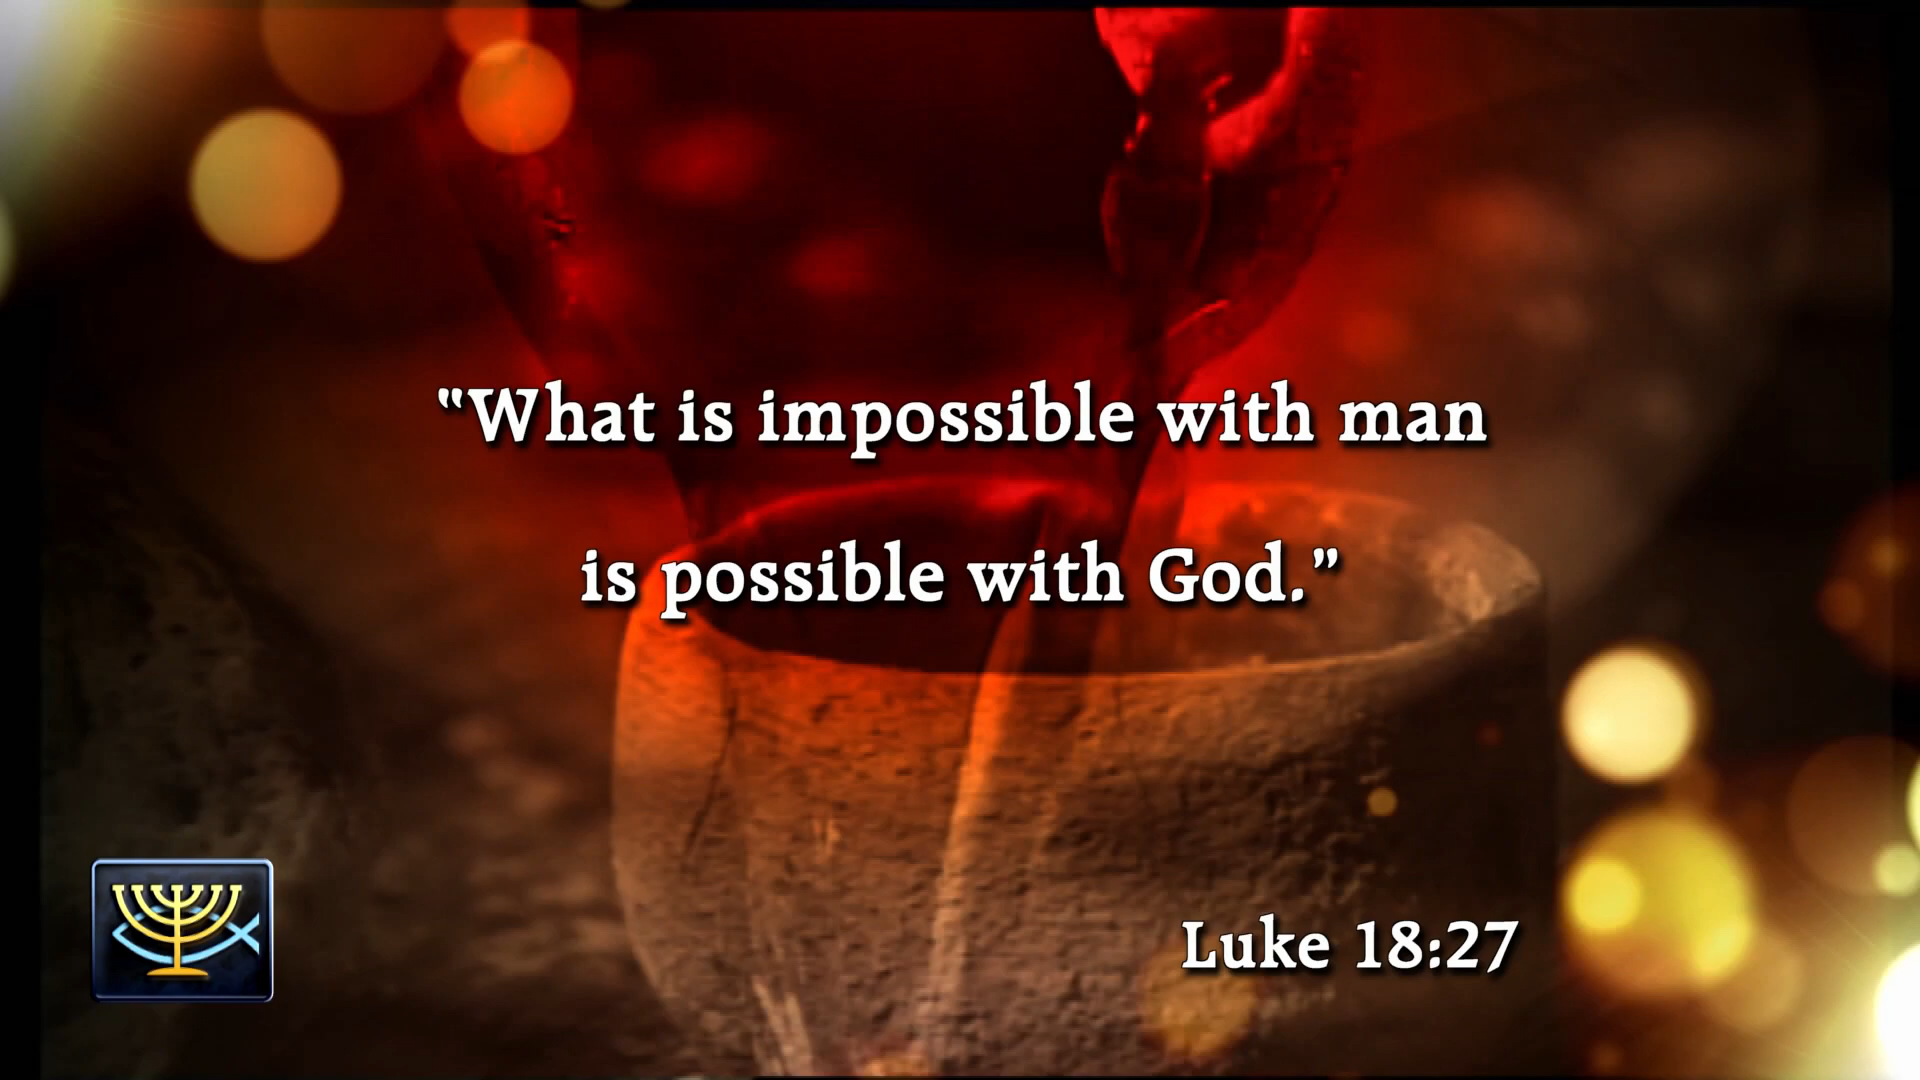 “What is impossible with man
is possible with God.”
Luke 18:27